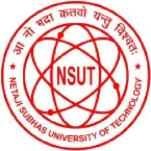 आ नो भद्रा क्रतवो यन्तु विश्वतः
NSUT
NETAJI SUBHAS UNIVERSITY OF TECHNOLOGY